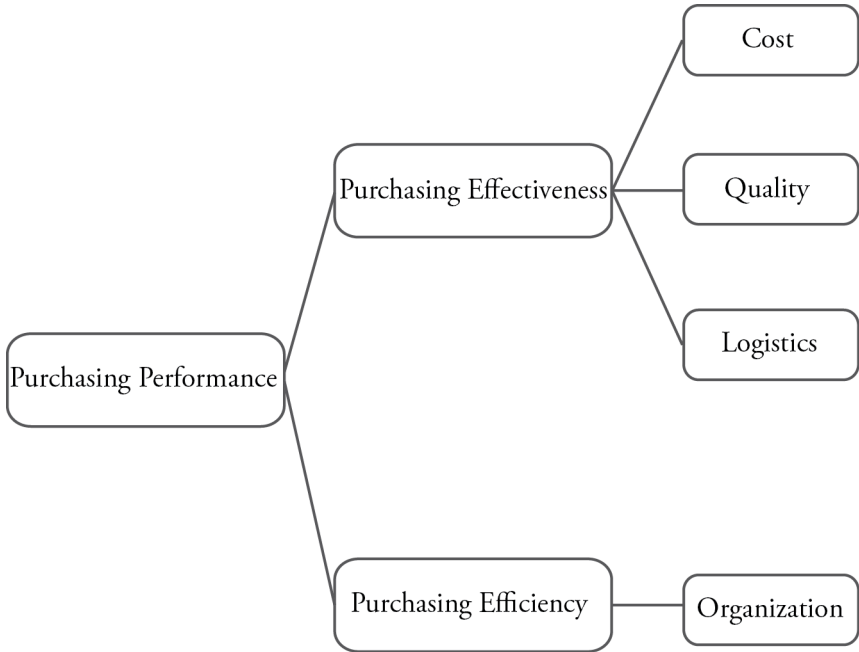 Cost
Purchasing Effectiveness
Quality
Logistics
Purchasing Performance
Purchasing Efficiency
Organization